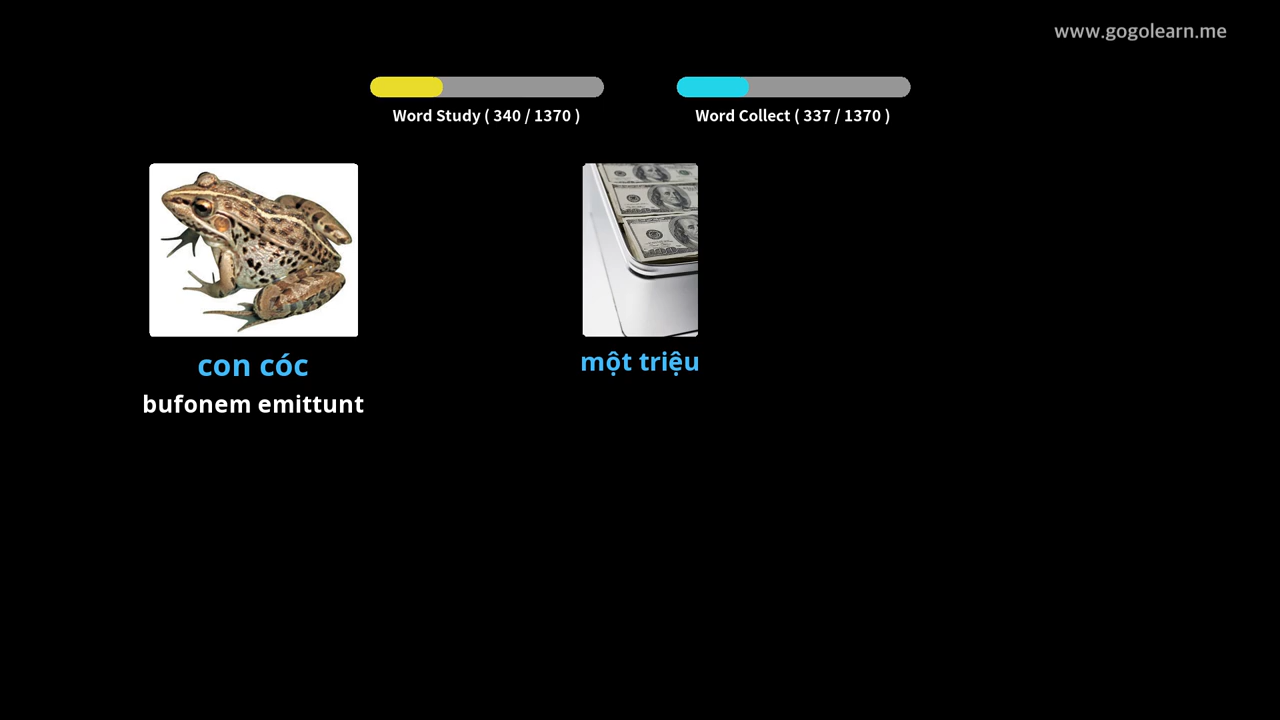 www.gogolearn.me
Word Study ( 340 / 1370 )
Word Collect ( 337 / 1370 )
con cóc
bufonem emittunt
một triệu